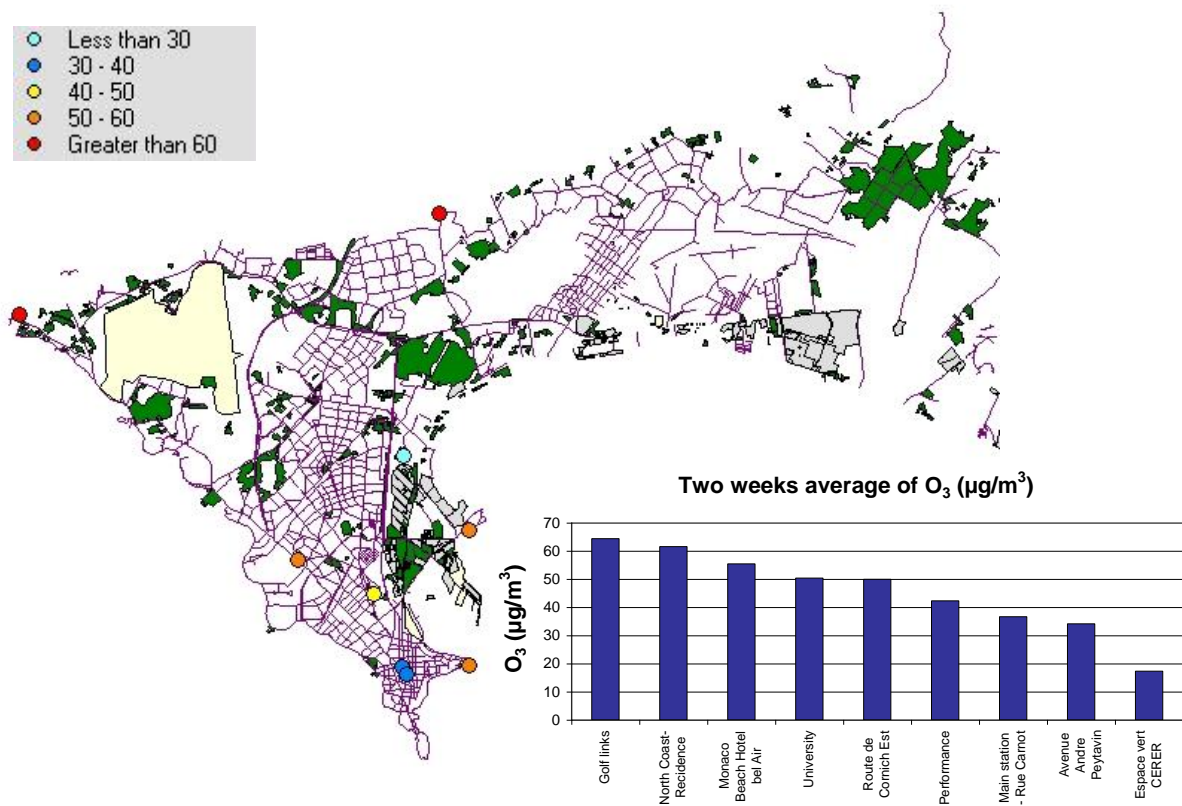 Less than 30
30 - 40
40 - 50
50 - 60
Greater than 60
Two weeks average of O3 (µg/m3)
O3 (µg/m3)
70
60
50
40
30
20
10
0
Golf links
North Coast-
Recidence
Monaco
Beach Hotel
bel Air
University
Route de
Cornich Est
Performance
Main station
- Rue Carnot
Avenue
Andre
Peytavin
Espace vert
CERER